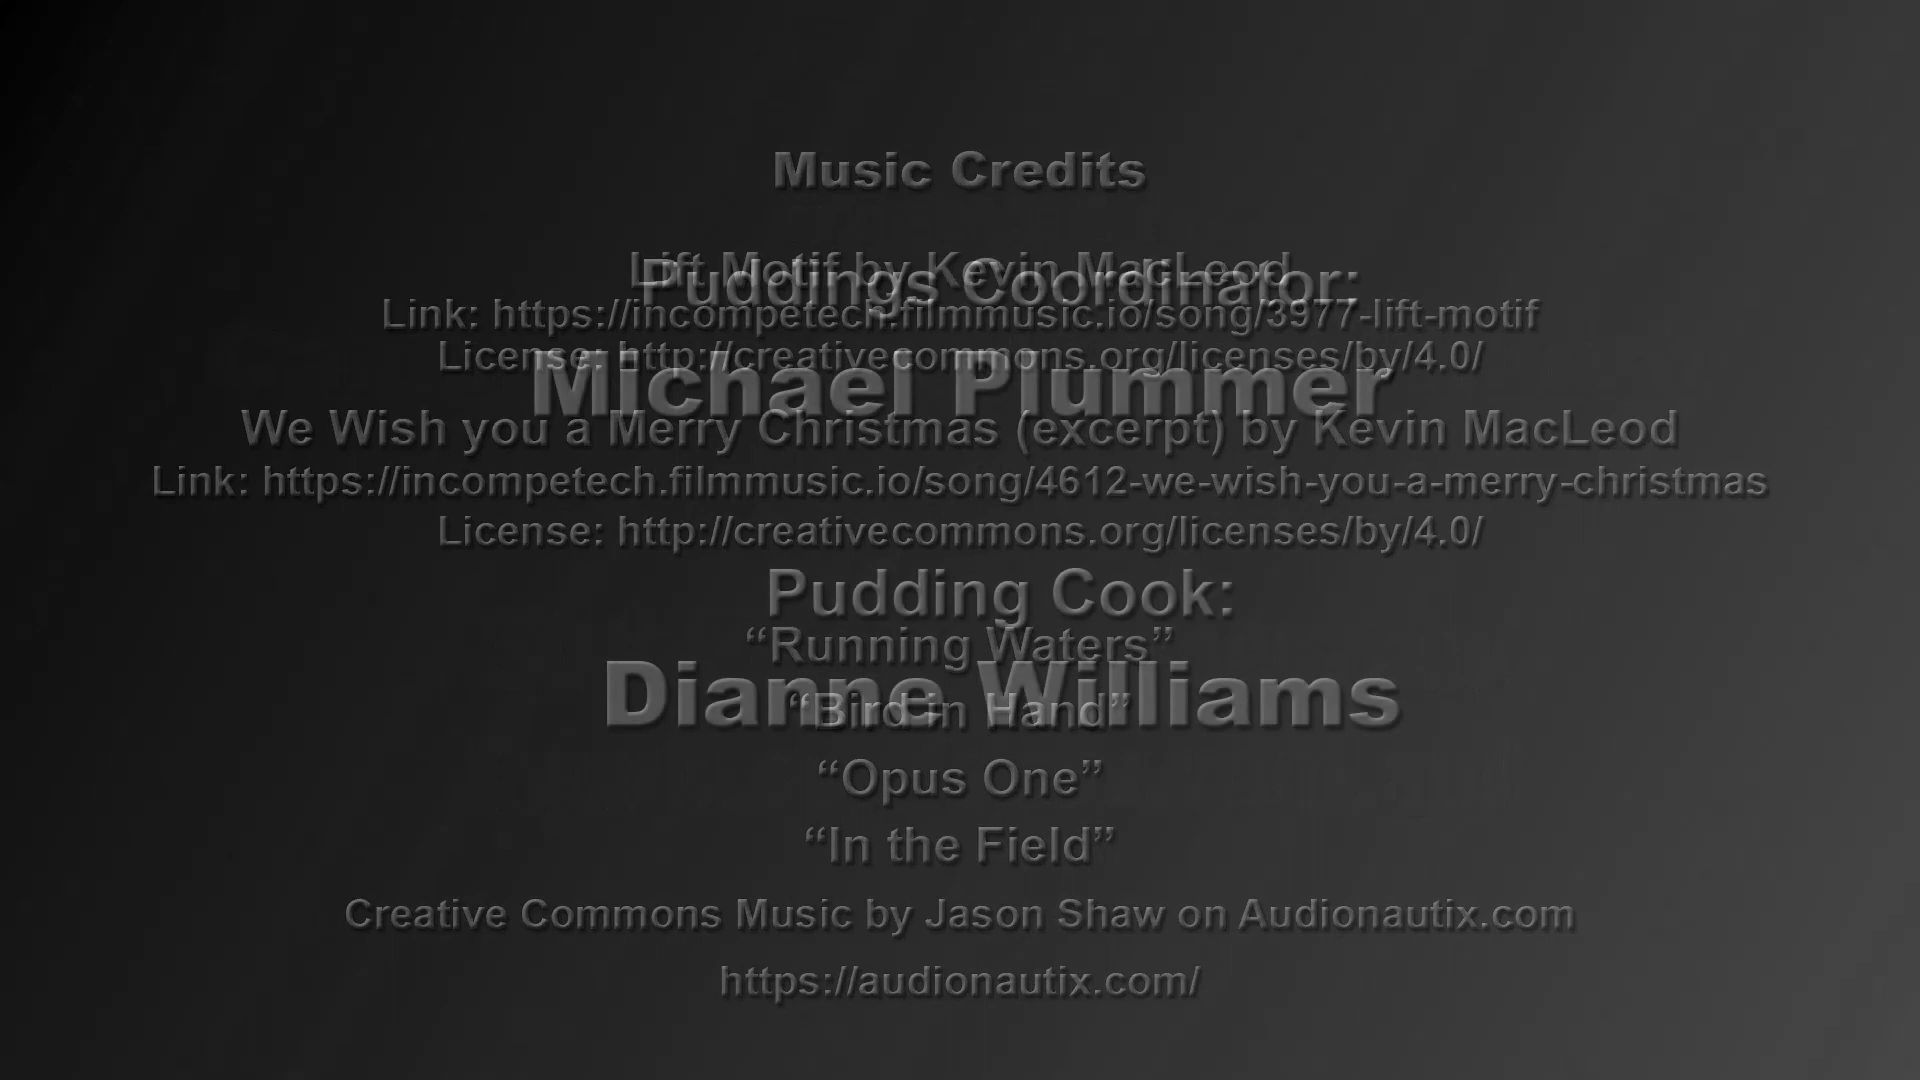 Music Credits
Lift Motif by Kevin MacLeod
Puddings Coordinator:
Link: https://incompetech.filmmusic.io/song/3977-lift-motif
License: http://creativecommons.org/licenses/by/4.0/
Michael Plummer
We Wish you a Merry Christmas (excerpt) by Kevin MacLeod
Link: https://incompetech.filmmusic.io/song/4612-we-wish-you-a-merry-christmas
License: http://creativecommons.org/licenses/by/4.0/
Pudding Cook:
“Running Waters”
Dianne Williams
“Bird in Hand”
“Opus One”
“In the Field”
Creative Commons Music by Jason Shaw on Audionautix.com
https://audionautix.com/